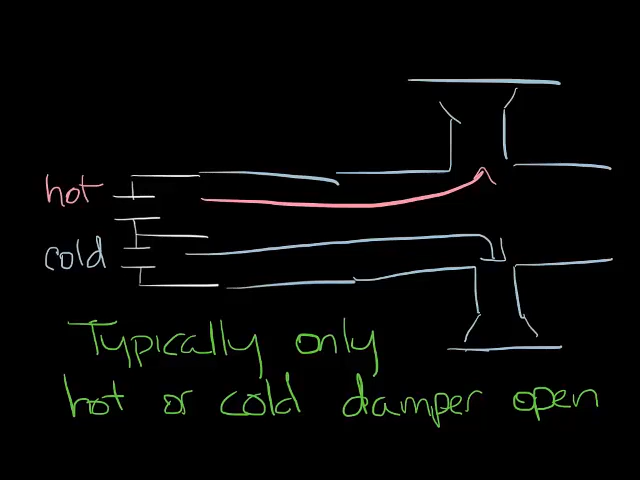 hot
cold
Typically only
hot or cold damper open